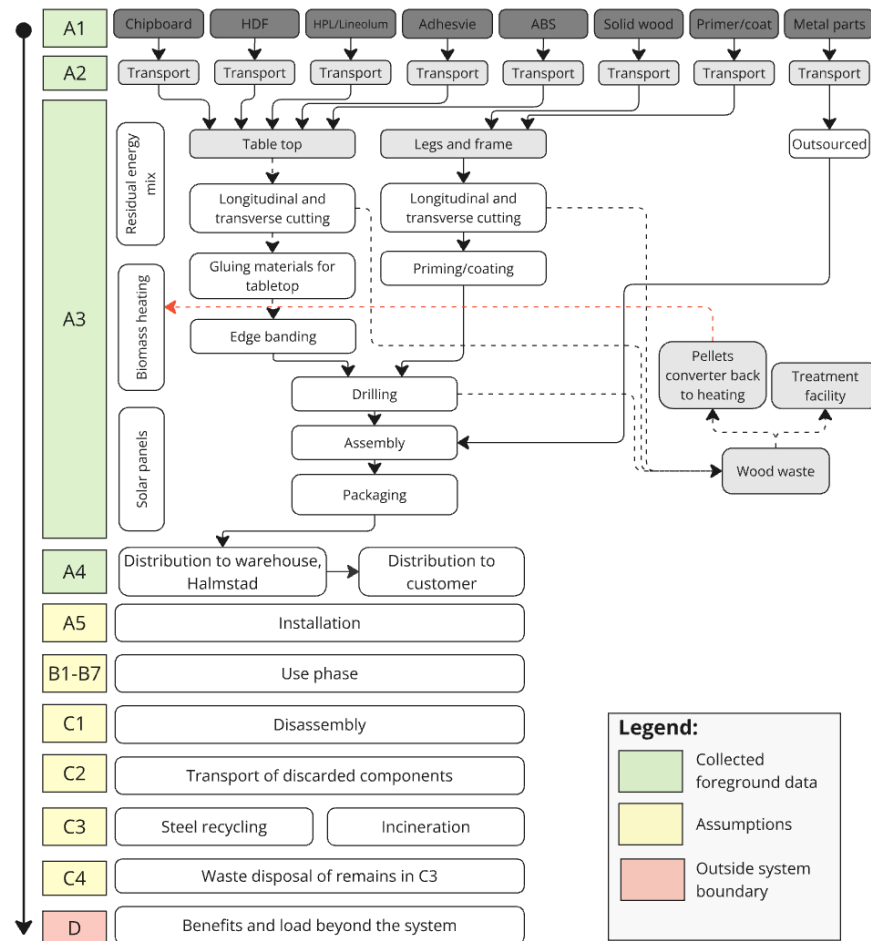 A1
Chipboard
HDF
HPL/Lineolum
Adhesvie
ABS
Solid wood
Primer/coat
Metal parts
A2
Transport
Transport
Transport
Transport
Transport
Transport
Transport
Transport
A3
Residual energy
mix
Biomass heating
Solar panels
Table top
Legs and frame
Outsourced
Longitudinal and
transverse cutting
Longitudinal and
transverse cutting
Gluing materials for
tabletop
Priming/coating
Edge banding
Pellets
converter back
to heating
Treatment
facility
Drilling
Assembly
Wood waste
Packaging
A4
Distribution to warehouse,
Halmstad
Distribution to
customer
A5
Installation
B1-B7
Use phase
C1
Disassembly
C2
Transport of discarded components
C3
Steel recycling
Incineration
C4
Waste disposal of remains in C3
D
Benefits and load beyond the system
Legend:
Collected
foreground data
Assumptions
Outside system
boundary